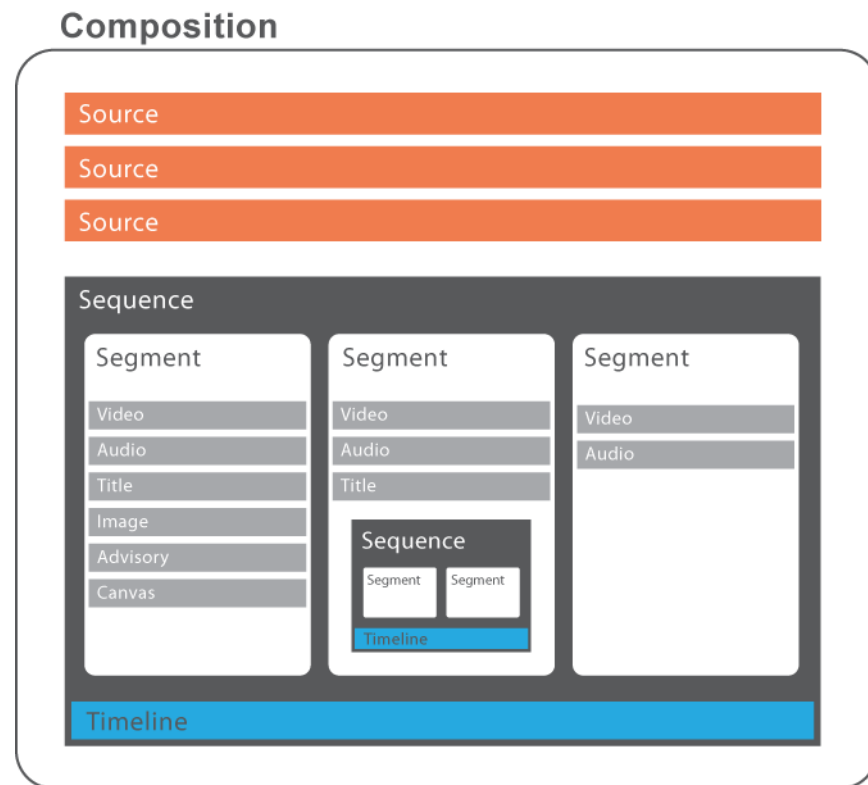 Composition
Source
Source
Source
Sequence
Segment
Video
Audio
Title
Image
Advisory
Canvas
Segment
Video
Audio
Title
Sequence
Segment
Segment
Timeline
Segment
Video
Audio
Timeline